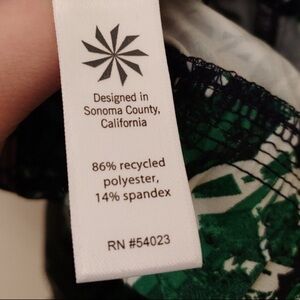 Designed in
Sonoma County,
California
86% recycled
polyester,
14% spandex
RN #54023